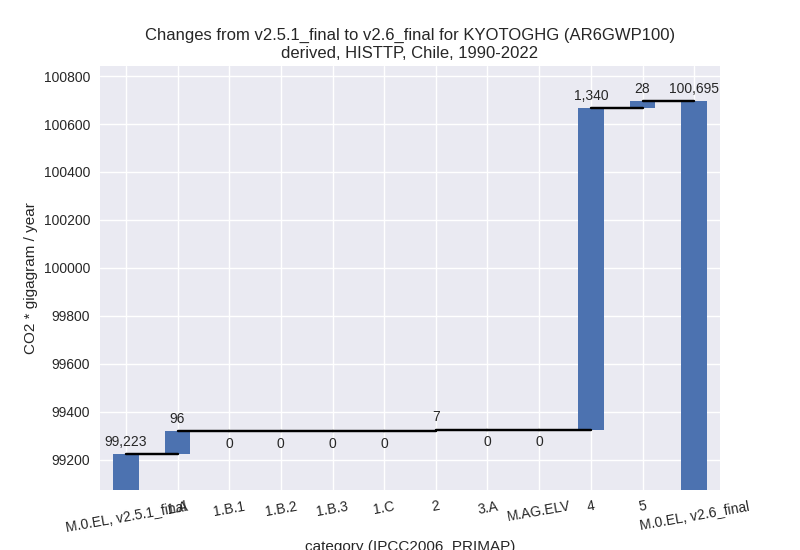 Changes from v2.5.1_final to v2.6_final for KYOTOGHG (AR6GWP100)
derived, HISTTP, Chile, 1990-2022
CO2 * gigagram / year
100800
100600
100400
100200
100000
99800
99600
99400
99200
99,223
96
0
0
0
0
7
0
0
1,340
28
100,695
M.0.EL, v2.5.1_final
1.A
1.B.1
1.B.2
1.B.3
1.C
2
3.A
M.AG.ELV
4
5
M.0.EL, v2.6_final
category (IPCC2006_PRIMAP)